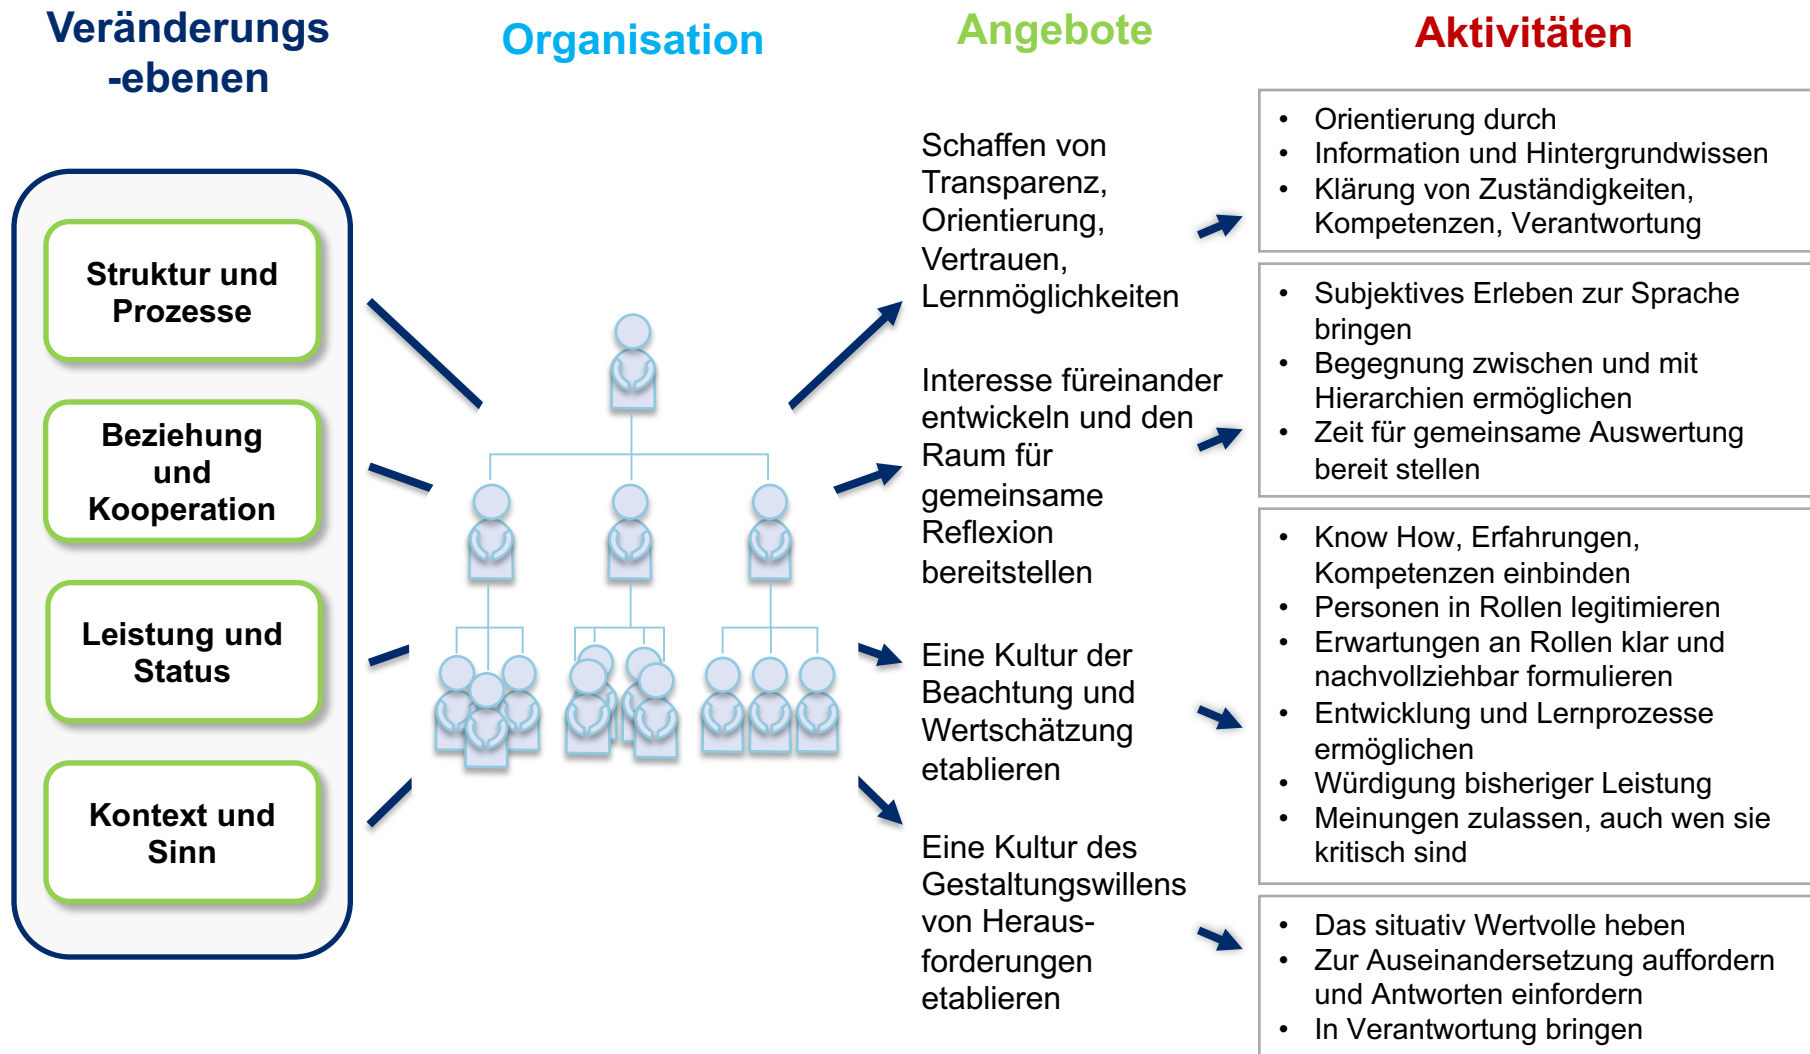 Veränderungs
-ebenen
Organisation
Angebote
Aktivitäten
Struktur und
Prozesse
Beziehung
und
Kooperation
Leistung und
Status
Kontext und
Sinn
Schaffen von
Transparenz,
Orientierung,
Vertrauen,
Lernmöglichkeiten
Interesse füreinander
entwickeln und den
Raum für
gemeinsame
Reflexion
bereitstellen
Eine Kultur der
Beachtung und
Wertschätzung
etablieren
Eine Kultur des
Gestaltungswillens
von Heraus-
forderungen
etablieren
• Orientierung durch
• Information und Hintergrundwissen
• Klärung von Zuständigkeiten,
Kompetenzen, Verantwortung
• Subjektives Erleben zur Sprache
bringen
• Begegnung zwischen und mit
Hierarchien ermöglichen
• Zeit für gemeinsame Auswertung
bereit stellen
• Know How, Erfahrungen,
Kompetenzen einbinden
• Personen in Rollen legitimieren
• Erwartungen an Rollen klar und
nachvollziehbar formulieren
• Entwicklung und Lernprozesse
ermöglichen
• Würdigung bisheriger Leistung
• Meinungen zulassen, auch wen sie
kritisch sind
• Das situativ Wertvolle heben
• Zur Auseinandersetzung auffordern
und Antworten einfordern
• In Verantwortung bringen